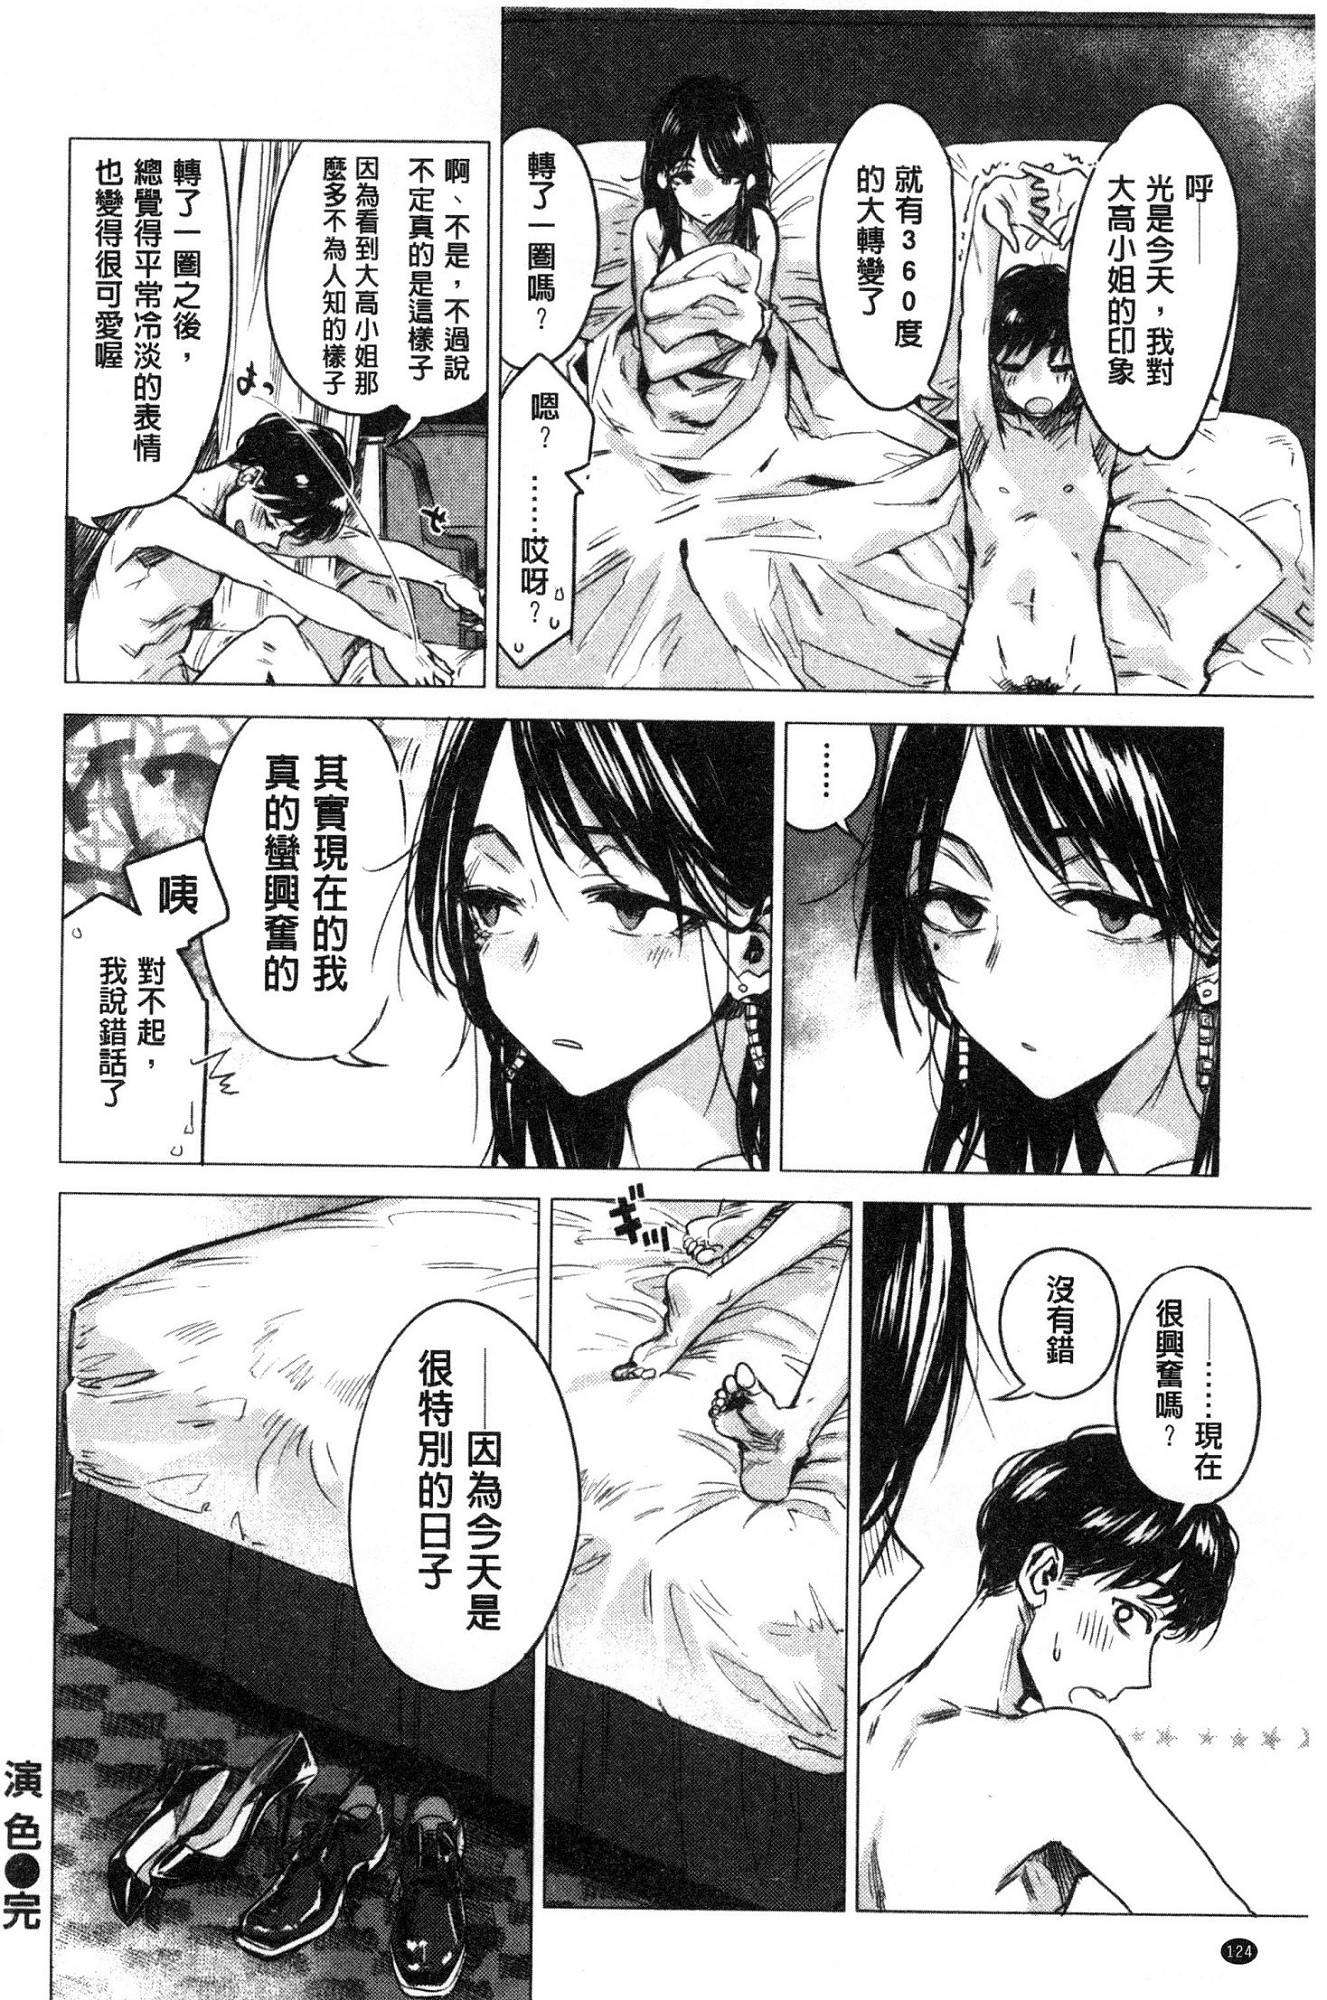 呼——
光是今天，我對
大高小姐的印象
就有360度
的大轉變了
轉了一圈嗎？
嗯？
……哎呀？
啊、不是，不過說
不定真的是這樣子
因為看到大高小姐那
麼多不為人知的樣子
轉了一圈之後，
總覺得平常冷淡的表情
也變得很可愛喔
よっ
……
其實現在的我
真的蠻興奮的
咦
對不起，
我說錯話了
——……現在
很興奮嗎？
沒有錯
ギッ
——因為今天是
很特別的日子
演色●完
124